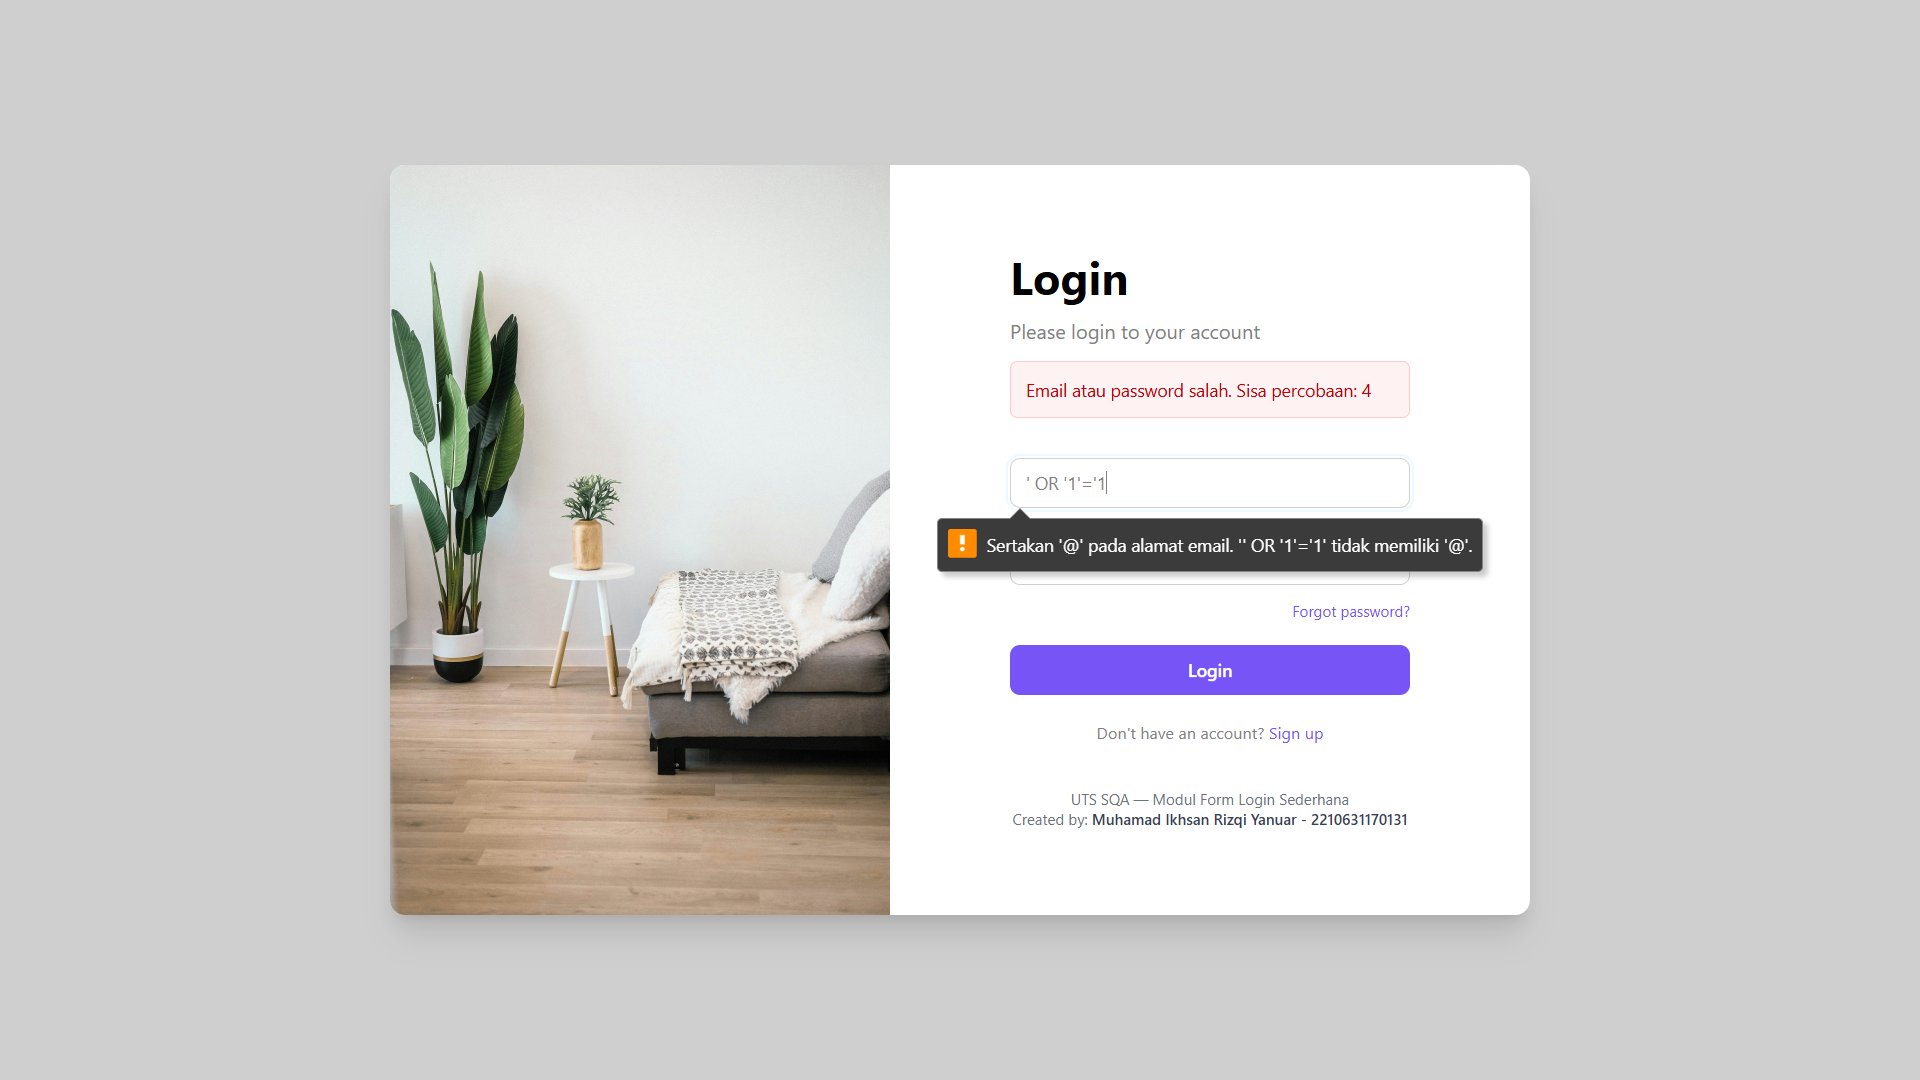 Login
Please login to your account
Email atau password salah. Sisa percobaan: 4
' OR '1'='1
Sertakan '@' pada alamat email. '' OR '1'='1' tidak memiliki '@'.
Forgot password?
Login
Don't have an account? Sign up
UTS SQA — Modul Form Login Sederhana
Created by: Muhamad Ikhsan Rizqi Yanuar - 2210631170131